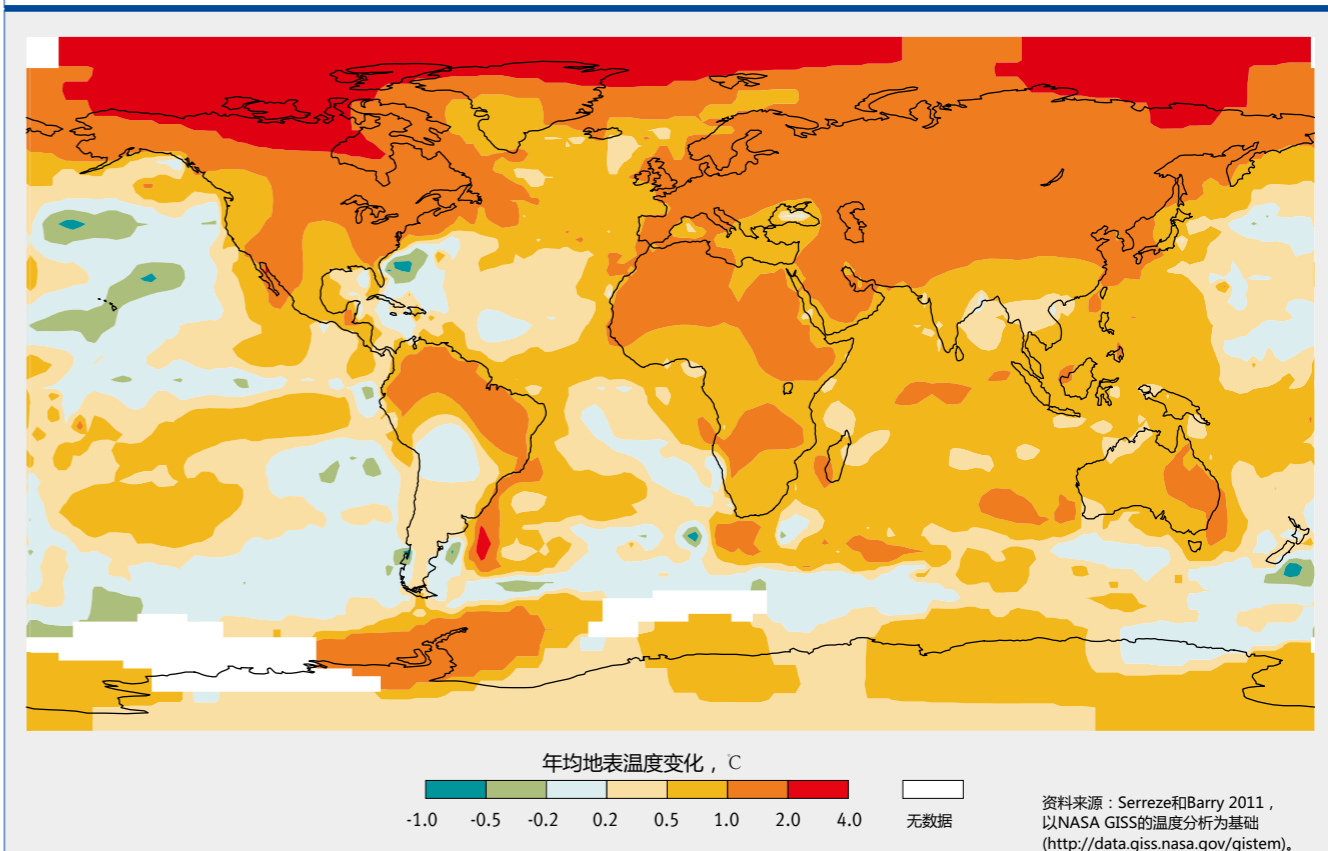 年均地表温度变化，℃
-1.0 -0.5 -0.2 0.2 0.5 1.0 2.0 4.0 无数据
资料来源：Serreze和Barry 2011，
以NASA GISS的温度分析为基础
(http://data.giss.nasa.gov/gistem)。